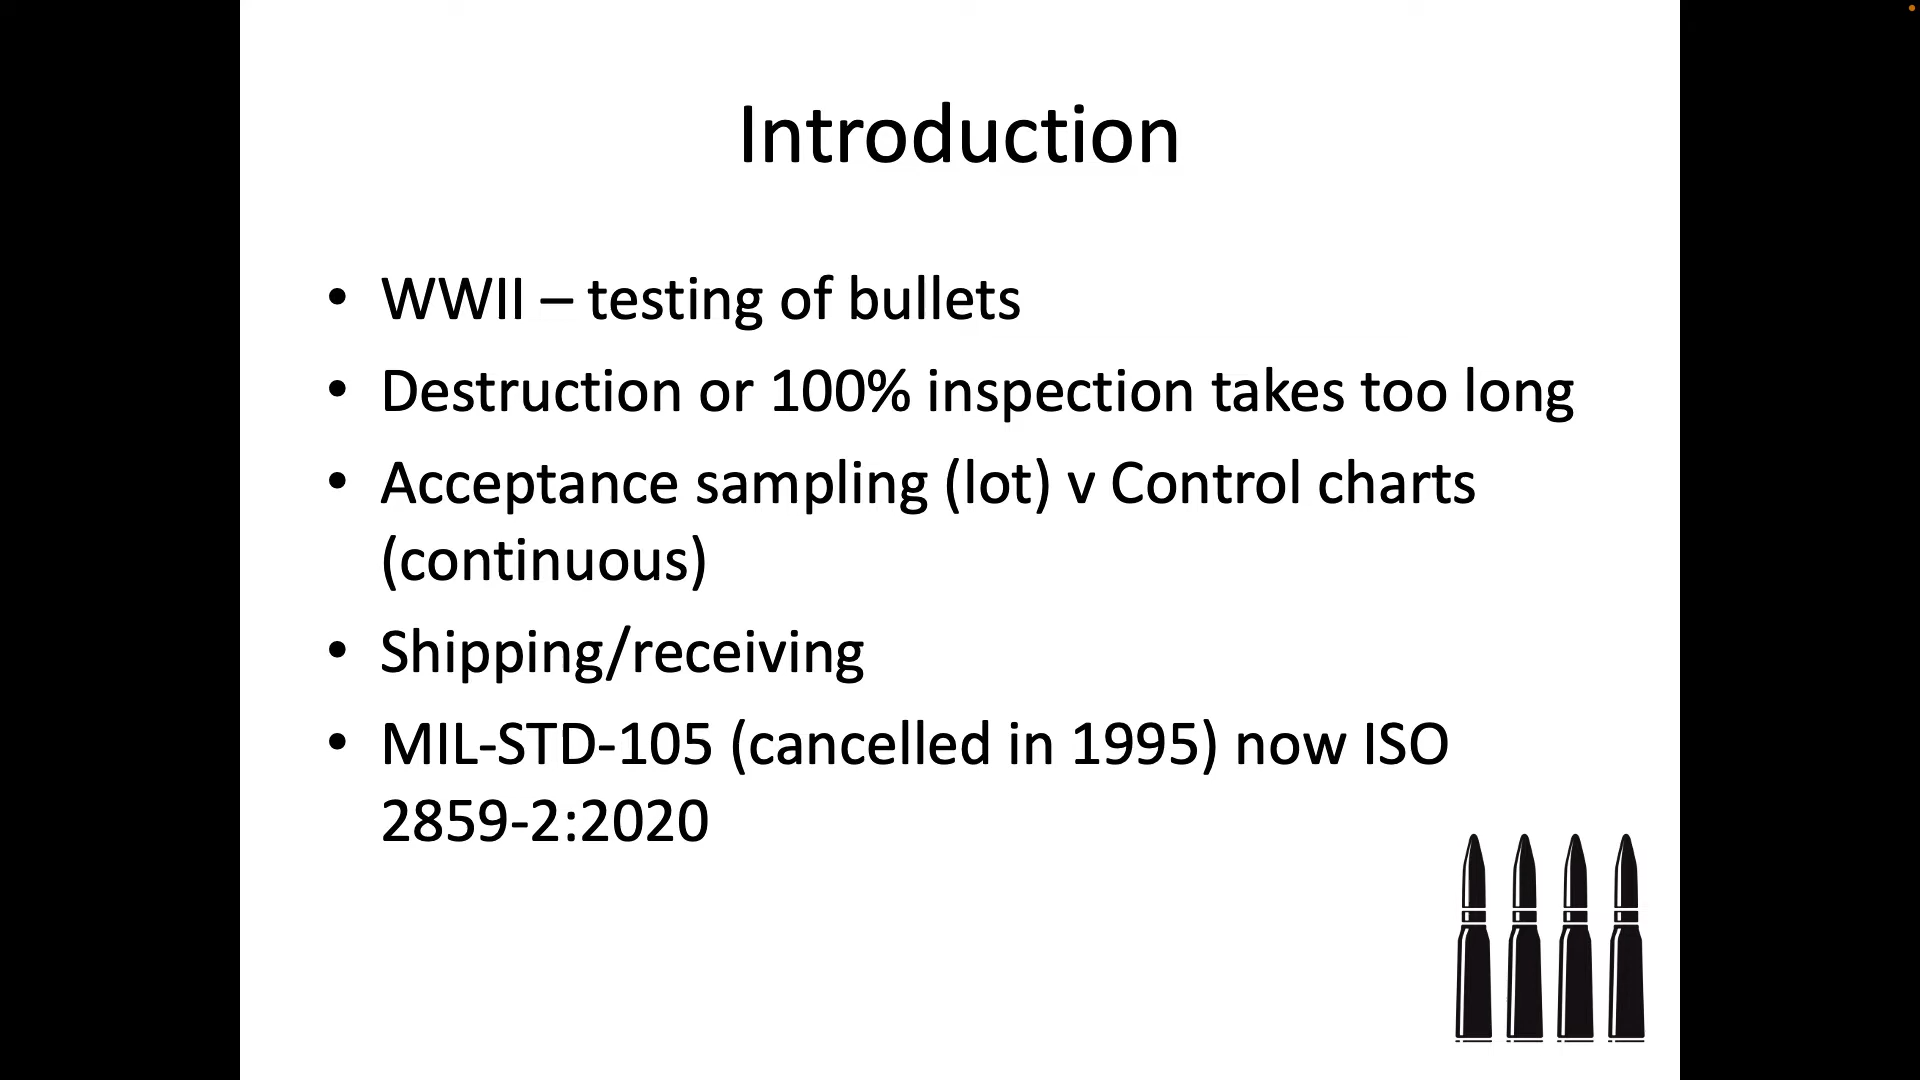 Introduction
• WWII – testing of bullets
• Destruction or 100% inspection takes too long
• Acceptance sampling (lot) v Control charts
(continuous)
• Shipping/receiving
• MIL-STD-105 (cancelled in 1995) now ISO
2859-2:2020